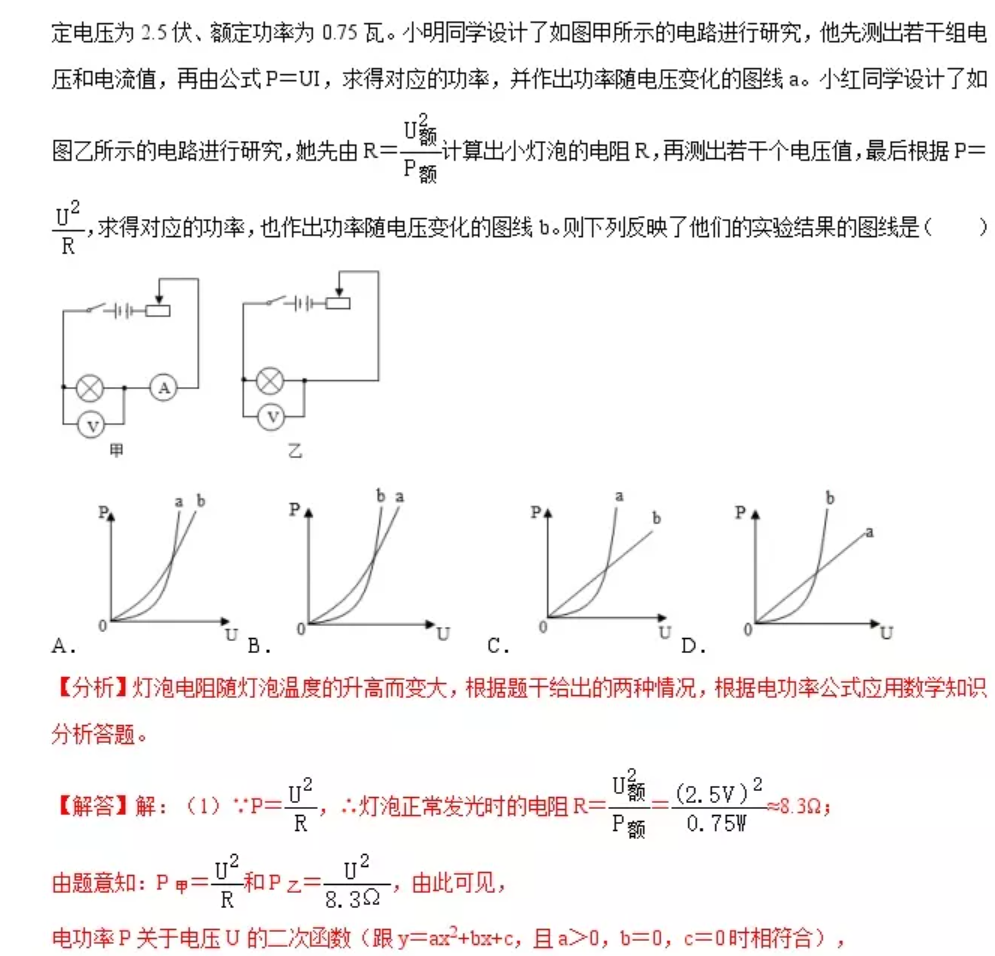 定电压为 2.5 伏、额定功率为 0.75 瓦。小明同学设计了如图甲所示的电路进行研究，他先测出若干组电
压和电流值，再由公式 P＝UI，求得对应的功率，并作出功率随电压变化的图线 a。小红同学设计了如
图乙所示的电路进行研究，她先由 R＝U²额/P额 计算出小灯泡的电阻 R，再测出若干个电压值，最后根据 P＝
U²/R，求得对应的功率，也作出功率随电压变化的图线 b。则下列反映了他们的实验结果的图线是（　　）
A
V
甲
V
乙
P a b 0 U
P b a 0 U
P a b 0 U
P b a 0 U
A． B． C． D．
【分析】灯泡电阻随灯泡温度的升高而变大，根据题干给出的两种情况，根据电功率公式应用数学知识
分析答题。
【解答】解：（1）∵P＝U²/R，∴灯泡正常发光时的电阻 R＝U²额/P额＝(2.5V)²/0.75W≈8.3Ω；
由题意知：P甲＝U²/R和 P乙＝U²/8.3Ω，由此可见，
电功率 P 关于电压 U 的二次函数（跟 y＝ax²+bx+c，且 a＞0，b＝0，c＝0 时相符合），